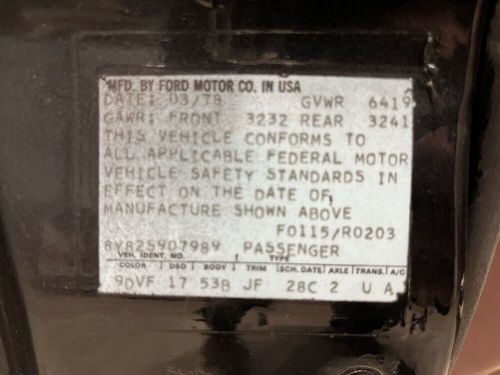 MFD. BY FORD MOTOR CO. IN USA
DATE: 03/78 GVWR 6419
GAWR: FRONT 3232 REAR 3241
THIS VEHICLE CONFORMS TO
ALL APPLICABLE FEDERAL MOTOR
VEHICLE SAFETY STANDARDS IN
EFFECT ON THE DATE OF
MANUFACTURE SHOWN ABOVE
F0115/R0203
8Y82S907989 PASSENGER
VEH. IDENT. NO. TYPE
COLOR DSO BODY TRIM SCH. DATE AXLE TRANS. A/C
9DVF 17 53B JF 28C 2 U A